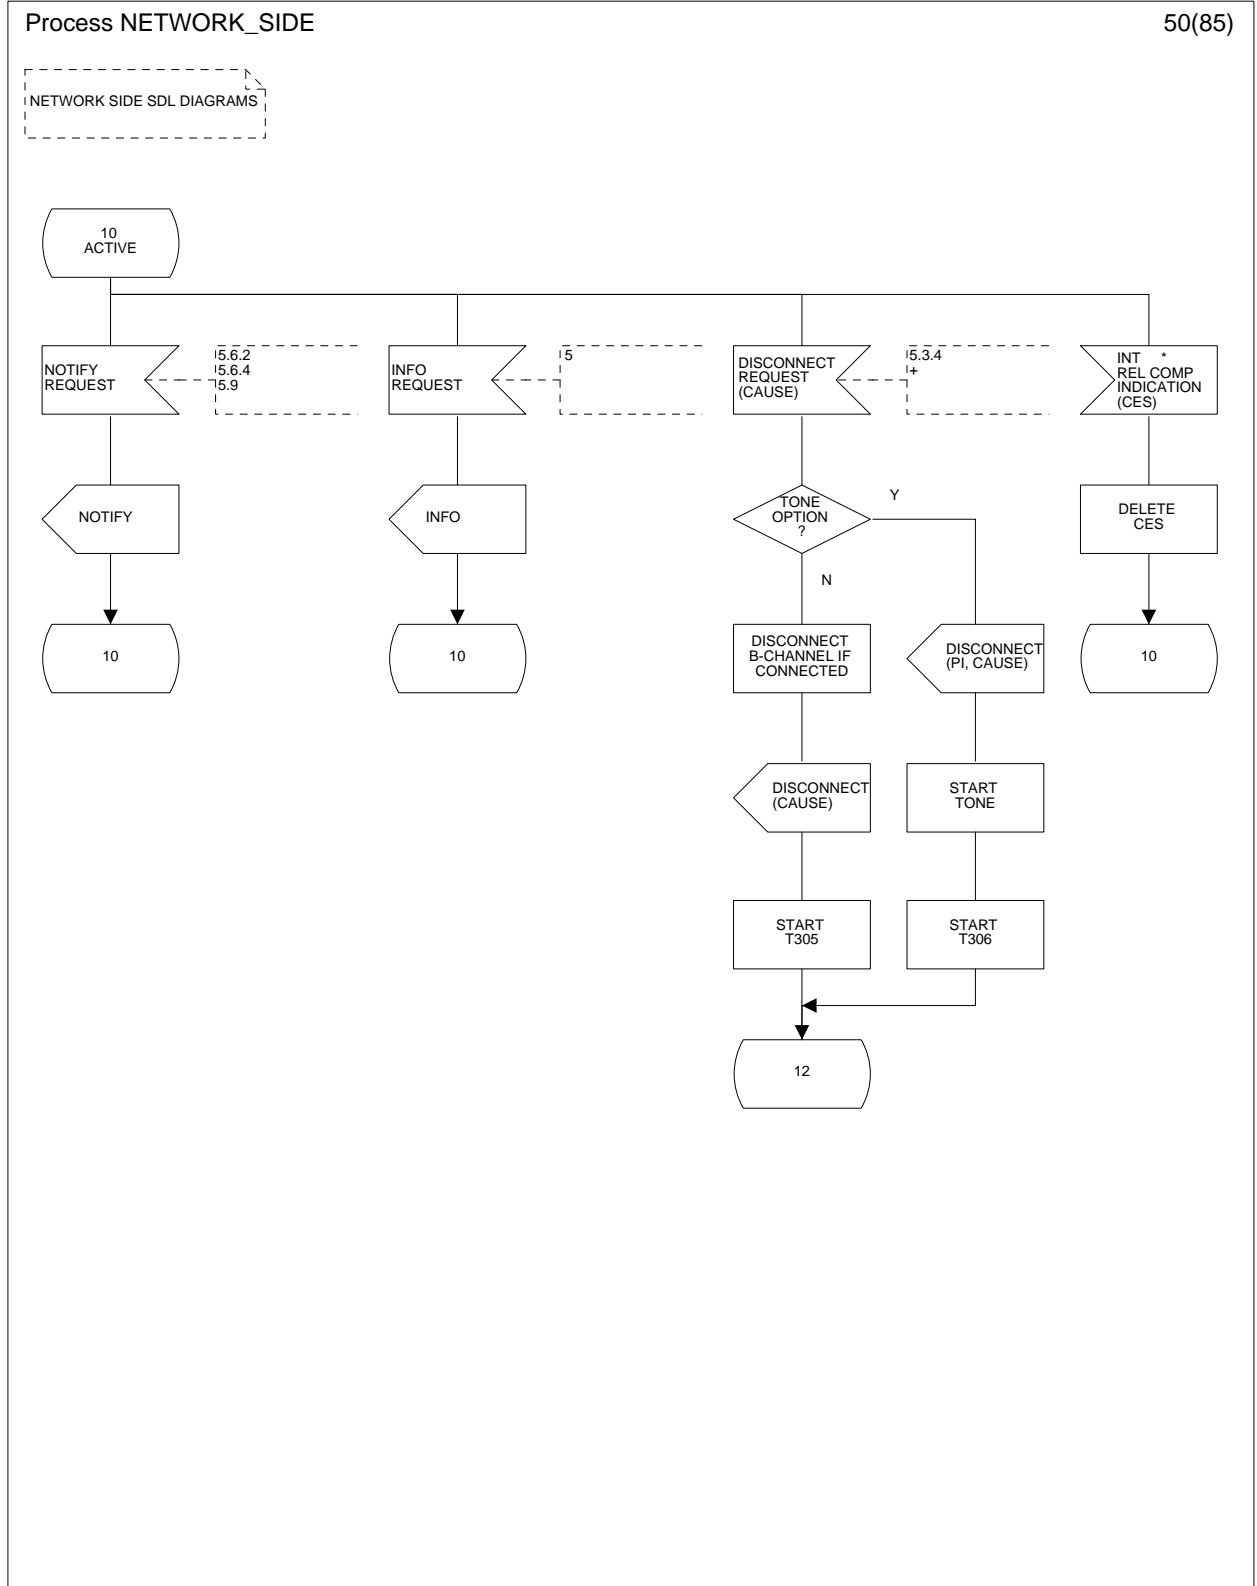 Process NETWORK_SIDE
50(85)
NETWORK SIDE SDL DIAGRAMS
10
ACTIVE
NOTIFY
REQUEST
5.6.2
5.6.4
5.9
INFO
REQUEST
5
DISCONNECT
REQUEST
(CAUSE)
5.3.4
+
INT *
REL COMP
INDICATION
(CES)
NOTIFY
INFO
TONE
OPTION
?
Y
N
DELETE
CES
10
10
DISCONNECT
B-CHANNEL IF
CONNECTED
DISCONNECT
(PI, CAUSE)
10
DISCONNECT
(CAUSE)
START
TONE
START
T305
START
T306
12